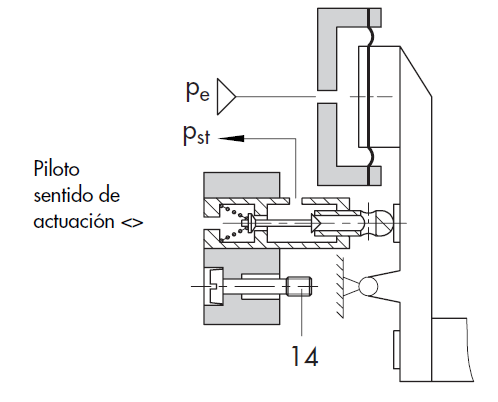 pe
pst
Piloto
sentido de
actuación <>
14